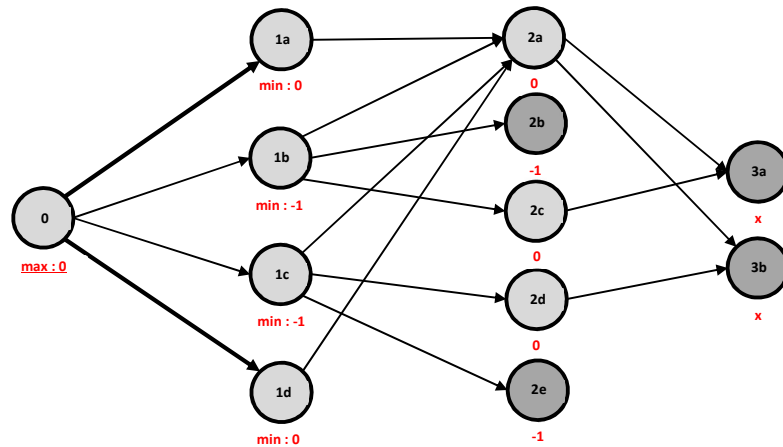 1a
min : 0
2a
0
1b
min : -1
2b
-1
3a
x
0
max : 0
2c
0
1c
min : -1
2d
0
3b
x
1d
min : 0
2e
-1